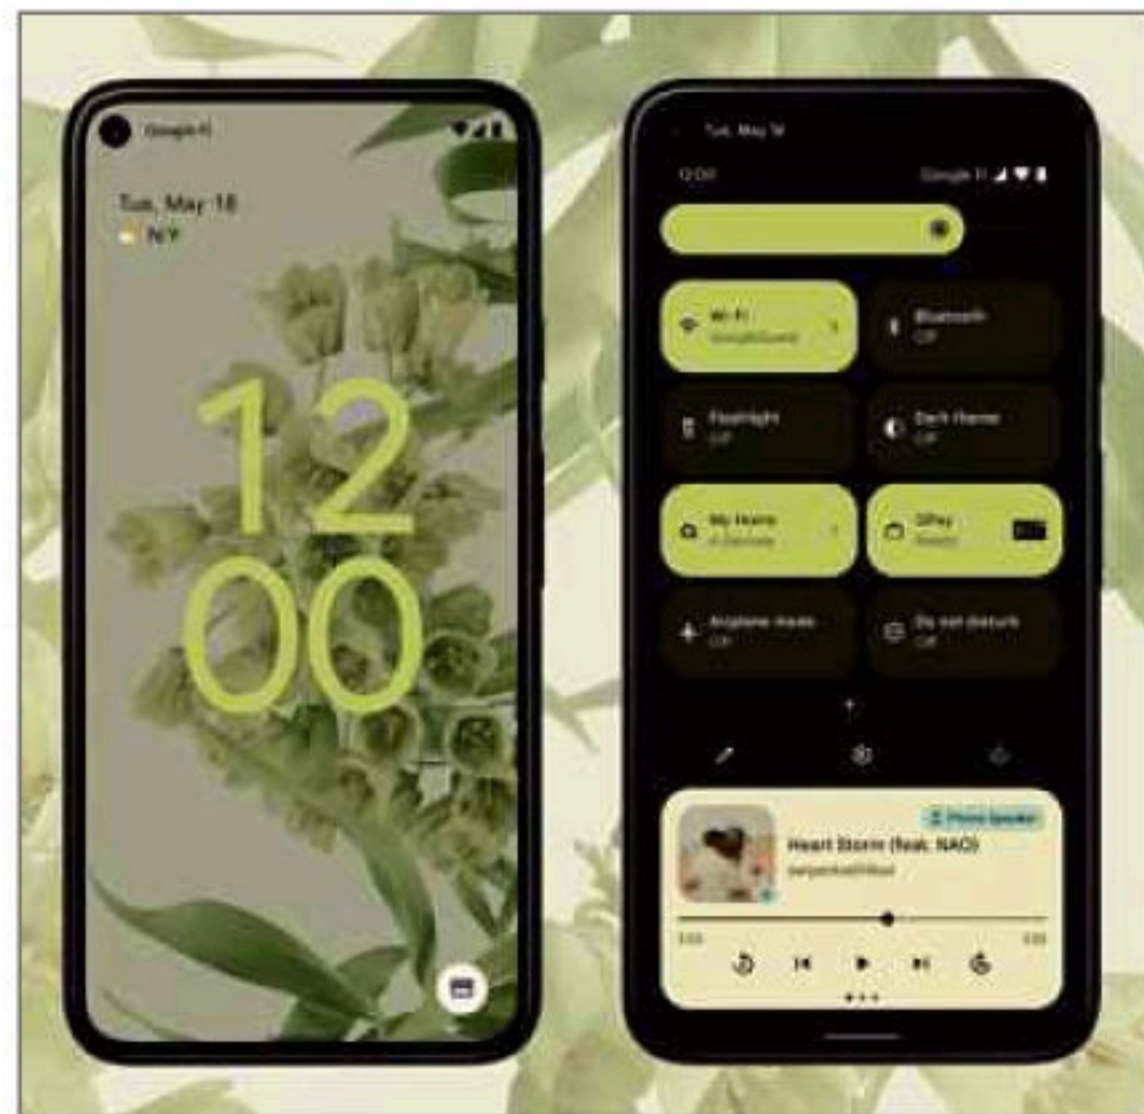 Google Fi
Tue, May 18
12
00
Tue, May 18
12:00
Google Fi
Wi-Fi
Bluetooth
Off
Flashlight
Off
Dark theme
Off
My Home
GPay
Airplane mode
Off
Do not disturb
Off
Phone Speaker
Heart Storm (feat. NAO)
serpentwithfeet